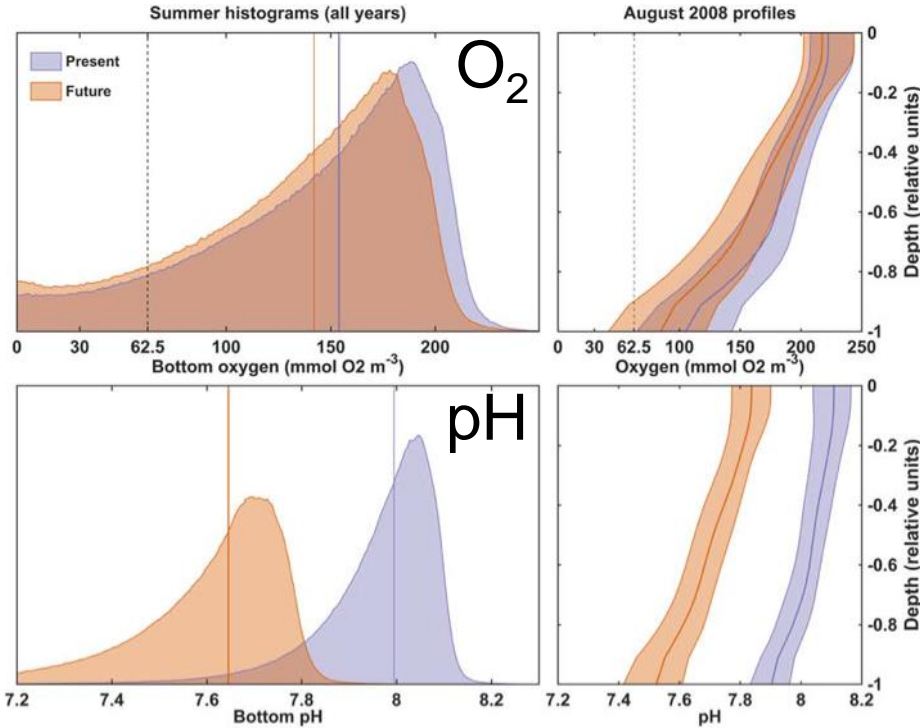 Summer histograms (all years)
August 2008 profiles
Present
Future
O2
0
-0.2
-0.4
-0.6
-0.8
-1
Depth (relative units)
0 30 62.5 100 150 200
Bottom oxygen (mmol O2 m-3)
0 30 62.5 100 150 200 250
Oxygen (mmol O2 m-3)
pH
0
-0.2
-0.4
-0.6
-0.8
-1
Depth (relative units)
7.2 7.4 7.6 7.8 8 8.2
Bottom pH
7.2 7.4 7.6 7.8 8 8.2
pH